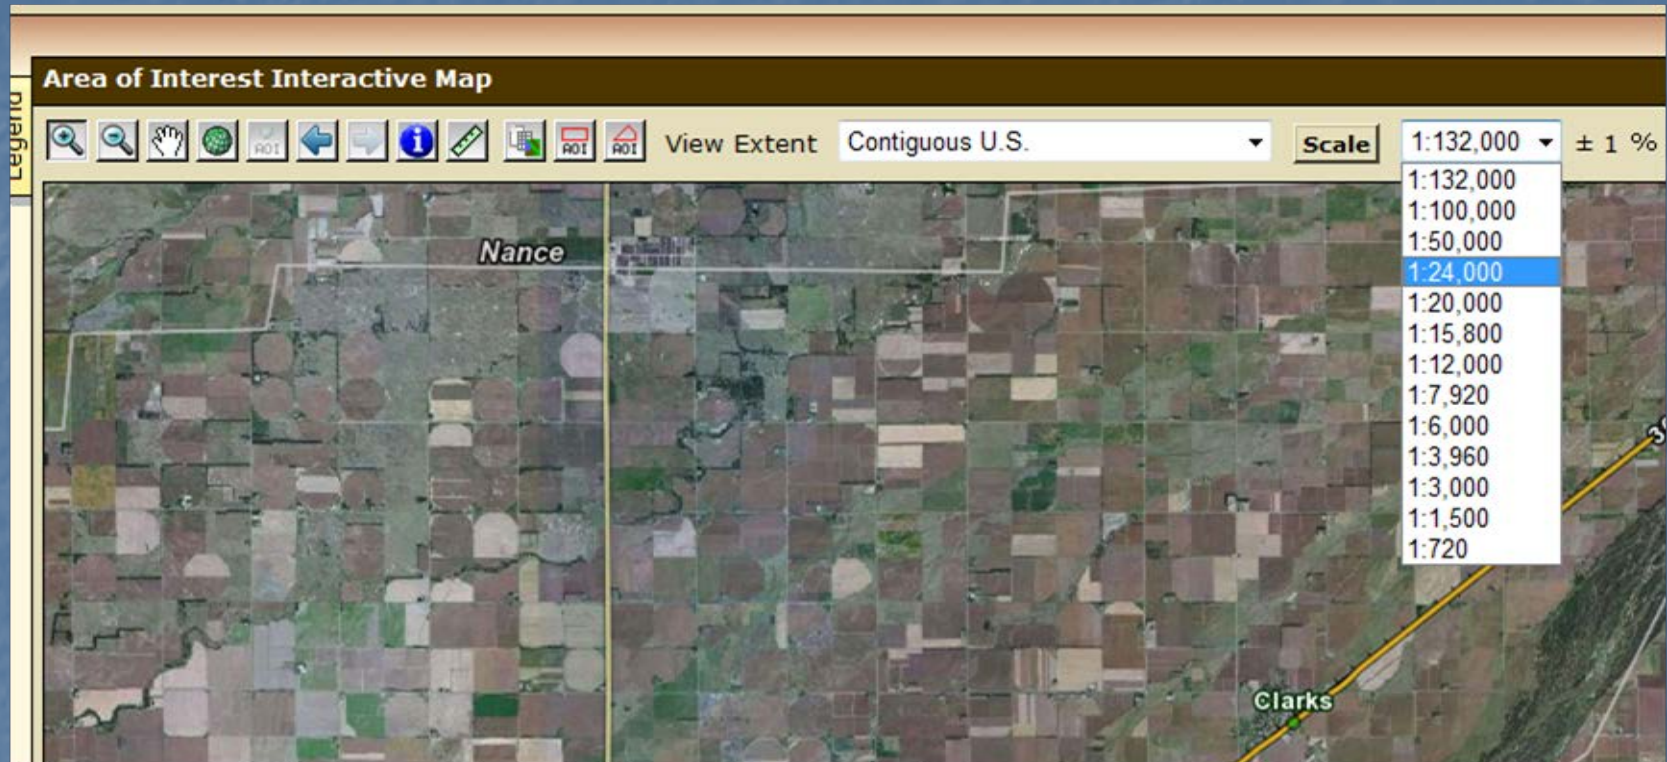 Legend
Area of Interest Interactive Map
AOI AOI AOI View Extent Contiguous U.S. Scale 1:132,000 ± 1 %
1:132,000
1:100,000
1:50,000
1:24,000
1:20,000
1:15,800
1:12,000
1:7,920
1:6,000
1:3,960
1:3,000
1:1,500
1:720
Nance
Clarks